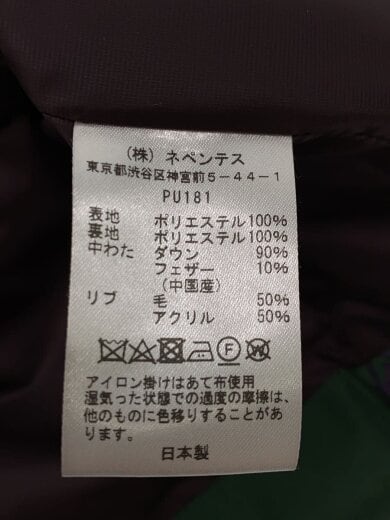 (株) ネペンテス
東京都渋谷区神宮前5-44-1
PU181
表地 ポリエステル100%
裏地 ポリエステル100%
中わた ダウン 90%
フェザー 10%
(中国産)
リブ 毛 50%
アクリル 50%
アイロン掛けはあて布使用
湿気った状態での過度の摩擦は、
他のものに色移りすることがあ
ります。
日本製